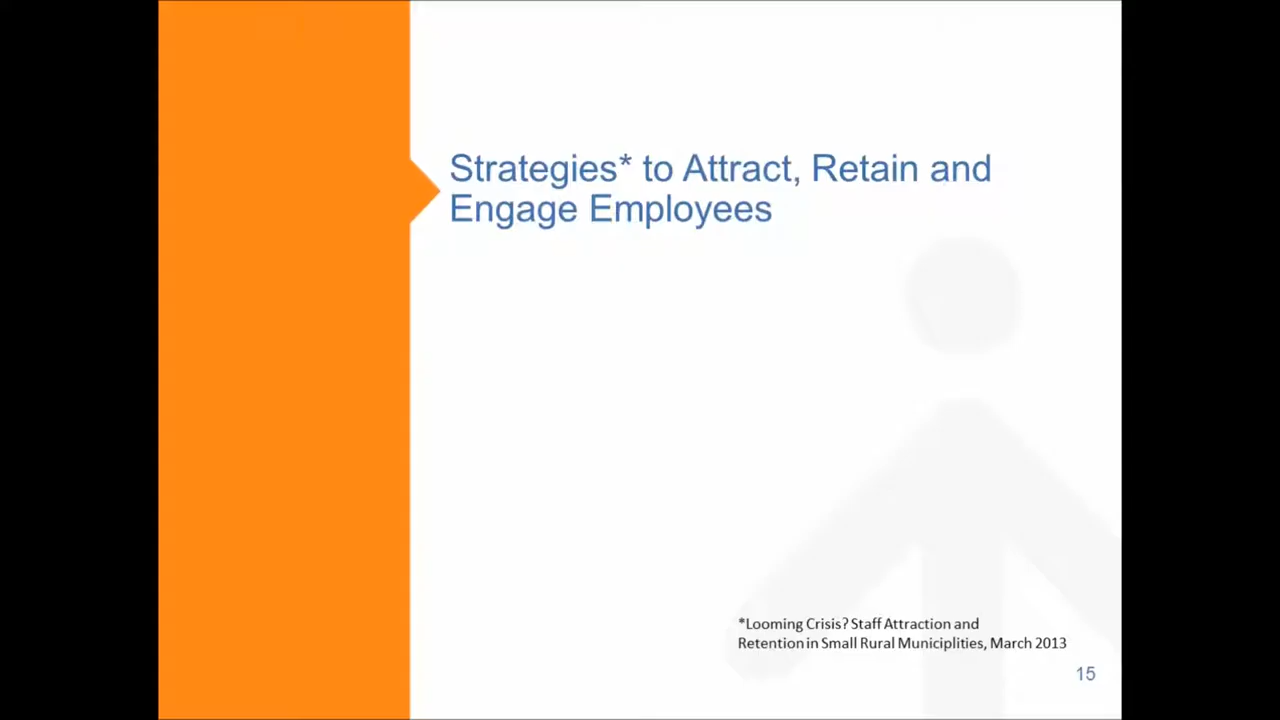 Strategies* to Attract, Retain and
Engage Employees
*Looming Crisis? Staff Attraction and
Retention in Small Rural Municiplities, March 2013
15